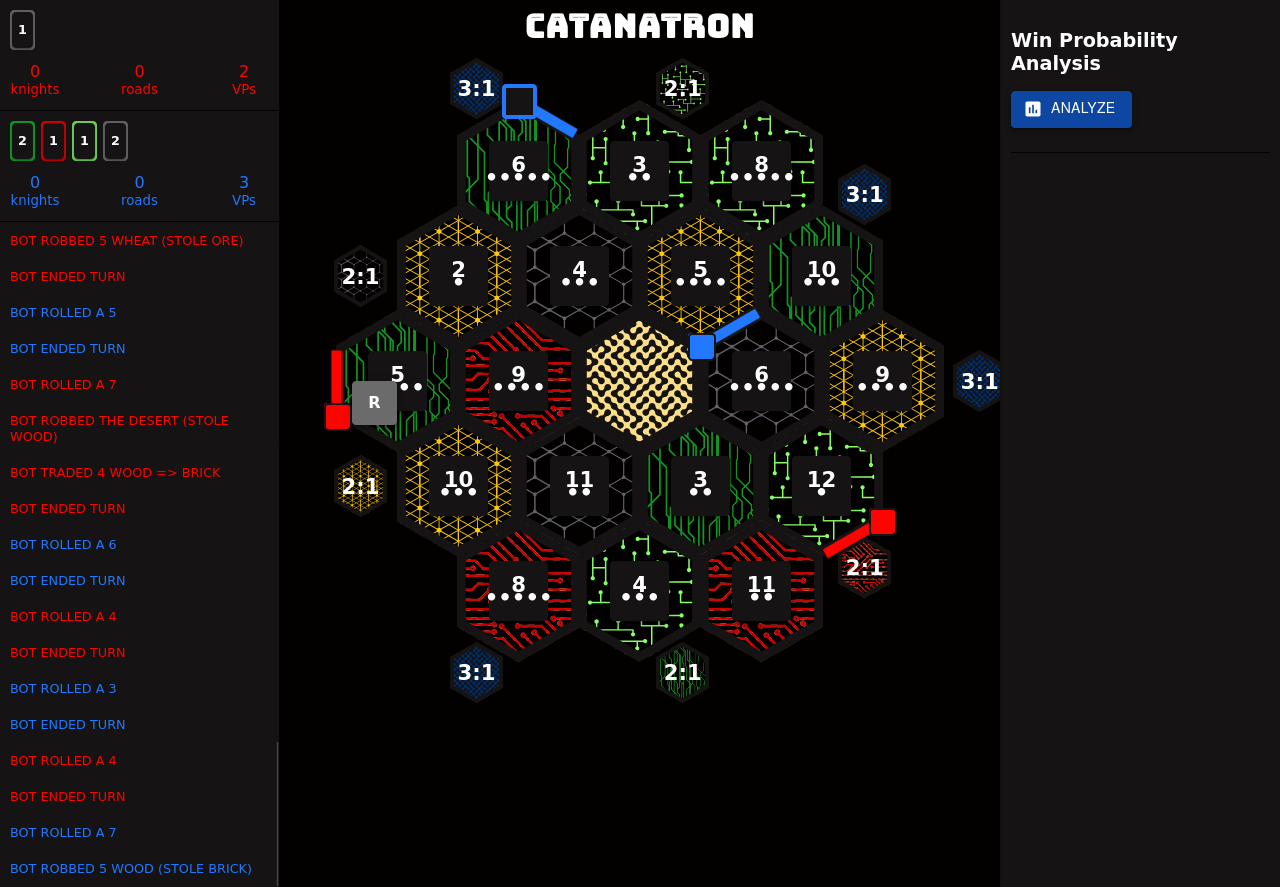 CATANATRON
1
0 0 2
knights roads VPs
2 1 1 2
0 0 3
knights roads VPs
BOT ROBBED 5 WHEAT (STOLE ORE)
BOT ENDED TURN
BOT ROLLED A 5
BOT ENDED TURN
BOT ROLLED A 7
BOT ROBBED THE DESERT (STOLE
WOOD)
BOT TRADED 4 WOOD => BRICK
BOT ENDED TURN
BOT ROLLED A 6
BOT ENDED TURN
BOT ROLLED A 4
BOT ENDED TURN
BOT ROLLED A 3
BOT ENDED TURN
BOT ROLLED A 4
BOT ENDED TURN
BOT ROLLED A 7
BOT ROBBED 5 WOOD (STOLE BRICK)
3:1 2:1
6 3 8
3:1
2:1 2 4 5 10
5 9 6 9 3:1
R
2:1 10 11 3 12
2:1
8 4 11
3:1 2:1
Win Probability
Analysis
ANALYZE